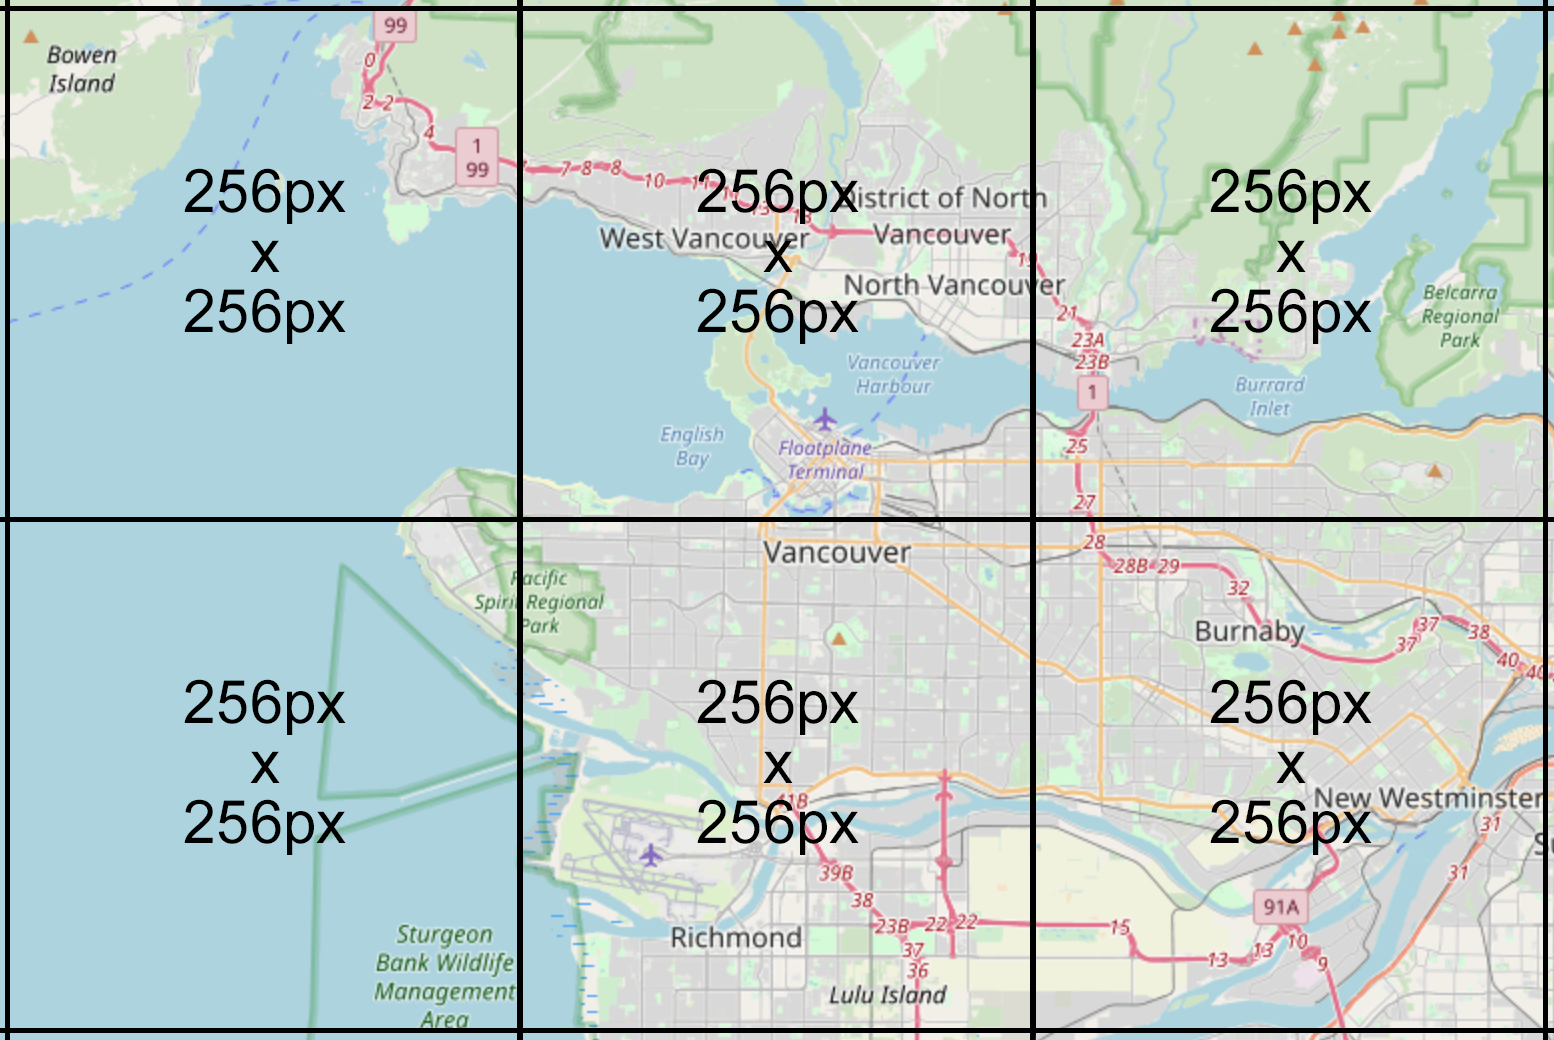 99
Bowen
Island
0
2
2
4
1
99
7
8
8
10
11
13
256px
x
256px
256px
x
256px
256px
x
256px
District of North
Vancouver
West Vancouver
North Vancouver
19
21
23A
23B
1
Belcarra
Regional
Park
Vancouver
Harbour
Burrard
Inlet
English
Bay
Floatplane
Terminal
25
27
28
28B
29
32
Vancouver
Pacific
Spirit Regional
Park
Burnaby
37
37
38
40
40
256px
x
256px
256px
x
256px
256px
x
256px
41B
New Westminster
31
31
39B
38
23B
22
22
37
36
15
91A
13
13
10
9
Richmond
Sturgeon
Bank Wildlife
Management
Area
Lulu Island